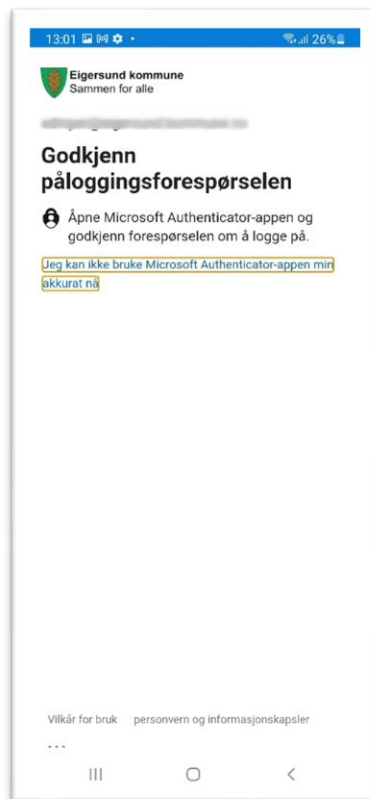 13:01
26%
Eigersund kommune
Sammen for alle
Godkjenn
påloggingsforespørselen
Åpne Microsoft Authenticator-appen og
godkjenn forespørselen om å logge på.
Jeg kan ikke bruke Microsoft Authenticator-appen min
akkurat nå
Vilkår for bruk personvern og informasjonskapsler
...